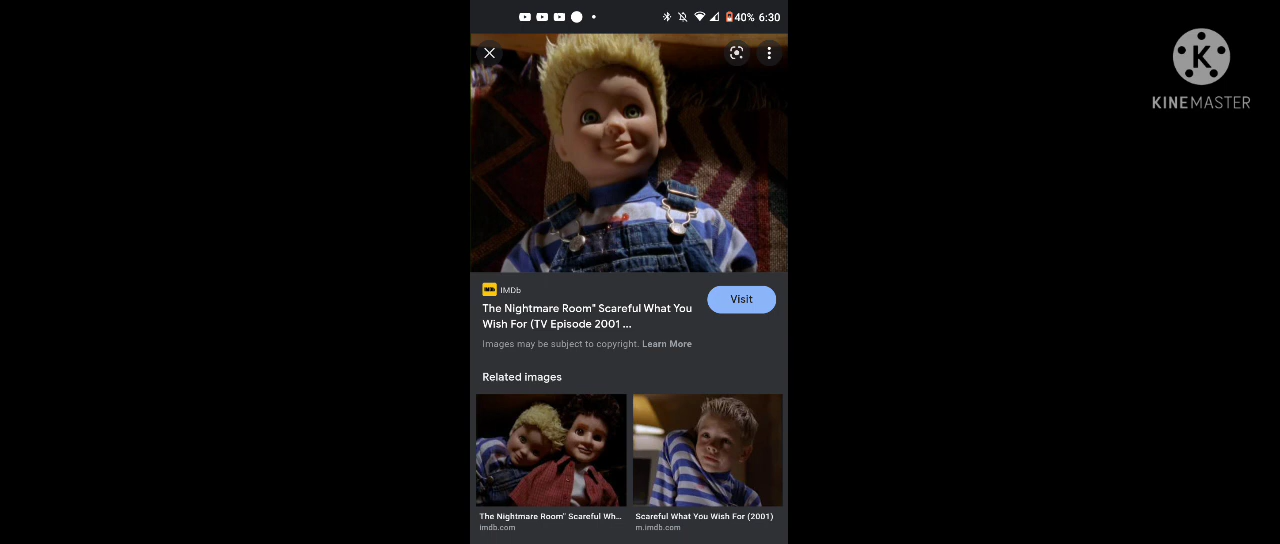 40% 6:30
K
KINEMASTER
IMDb IMDb
The Nightmare Room" Scareful What You
Wish For (TV Episode 2001 ...
Visit
Images may be subject to copyright. Learn More
Related images
The Nightmare Room" Scareful Wh...
imdb.com
Scareful What You Wish For (2001)
m.imdb.com